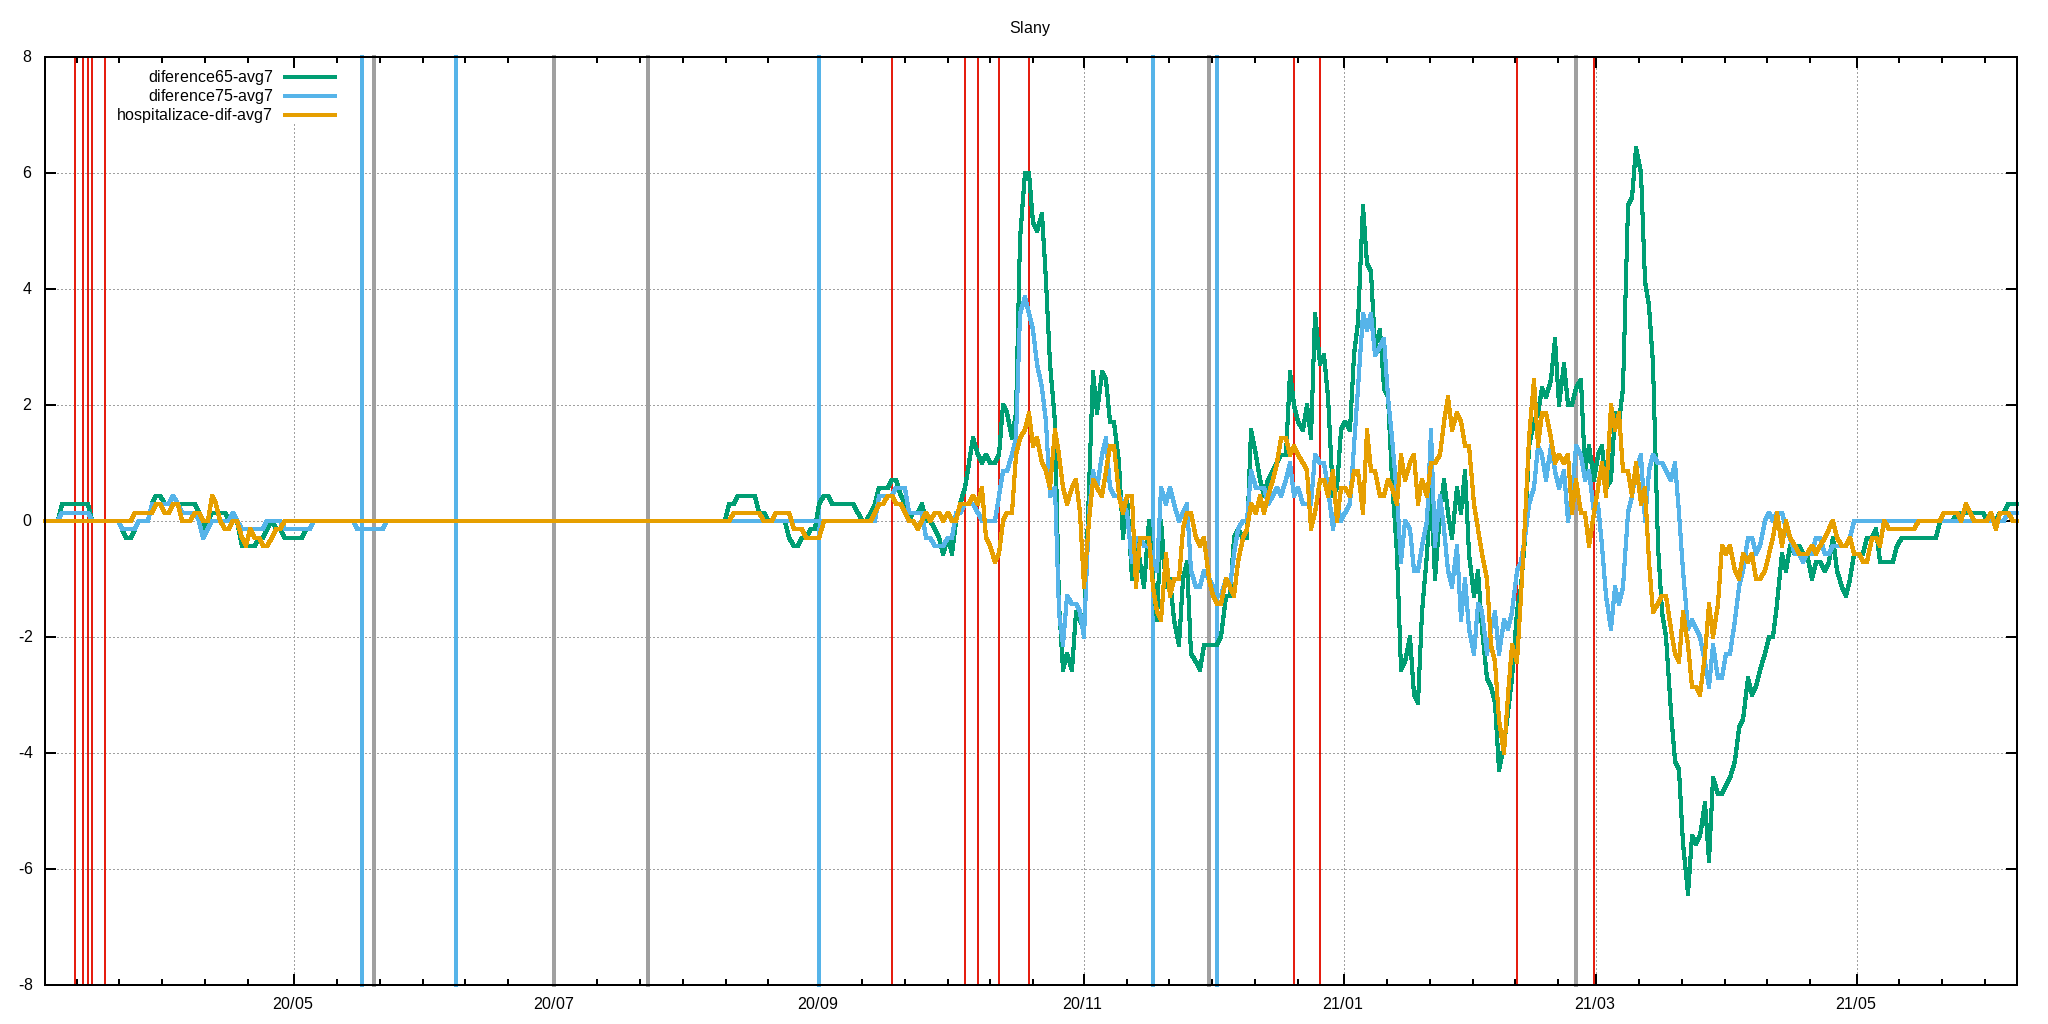 Slany
8
diference65-avg7
diference75-avg7
hospitalizace-dif-avg7
6
4
2
0
-2
-4
-6
-8
20/05 20/07 20/09 20/11 21/01 21/03 21/05